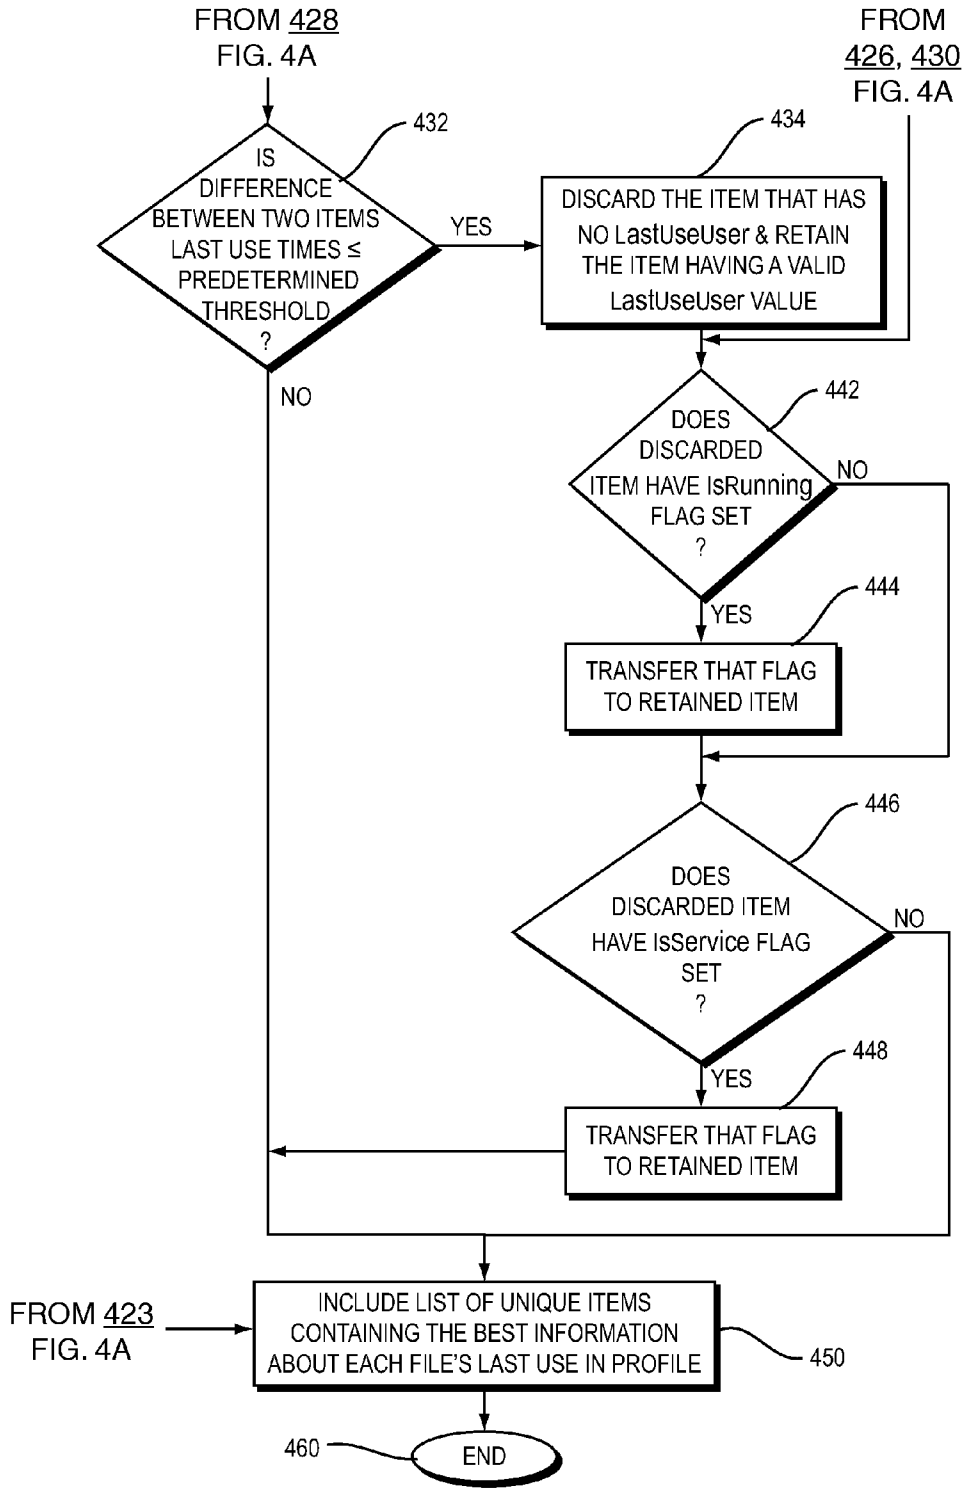 FROM 428
FIG. 4A
FROM
426, 430
FIG. 4A
432
IS
DIFFERENCE
BETWEEN TWO ITEMS
LAST USE TIMES ≤
PREDETERMINED
THRESHOLD
?
YES
NO
434
DISCARD THE ITEM THAT HAS
NO LastUseUser & RETAIN
THE ITEM HAVING A VALID
LastUseUser VALUE
442
DOES
DISCARDED
ITEM HAVE IsRunning
FLAG SET
?
NO
YES
444
TRANSFER THAT FLAG
TO RETAINED ITEM
446
DOES
DISCARDED ITEM
HAVE IsService FLAG
SET
?
NO
YES
448
TRANSFER THAT FLAG
TO RETAINED ITEM
FROM 423
FIG. 4A
INCLUDE LIST OF UNIQUE ITEMS
CONTAINING THE BEST INFORMATION
ABOUT EACH FILE'S LAST USE IN PROFILE
450
460
END